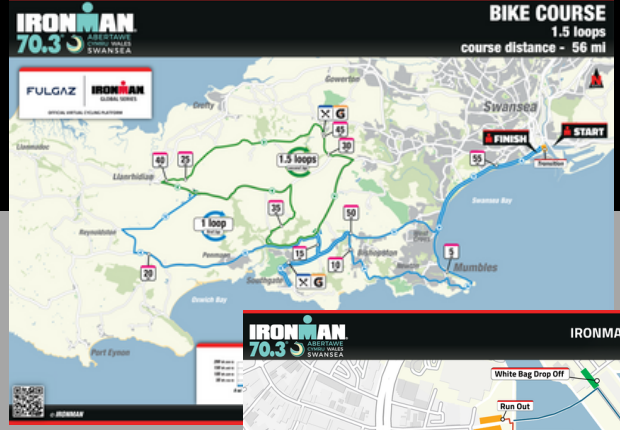 IRONMAN
70.3
ABERTAWE
CYMRU WALES
SWANSEA
BIKE COURSE
1.5 loops
course distance - 56 mi
FULGAZ
IRONMAN
GLOBAL SERIES
OFFICIAL VIRTUAL CYCLING PLATFORM
Gowerton
Crofty
Swansea
G
45
30
FINISH
START
Transition
55
40
25
1.5 loops
Llanrhidian
Swansea Bay
35
50
1 loop
Reynoldston
Penmaen
15
10
Bishopston
Newton
5
Mumbles
20
Southgate
G
Oxwich Bay
Port Eynon
© IRONMAN
IRONMAN
70.3
ABERTAWE
CYMRU WALES
SWANSEA
IRONMA
White Bag Drop Off
Run Out